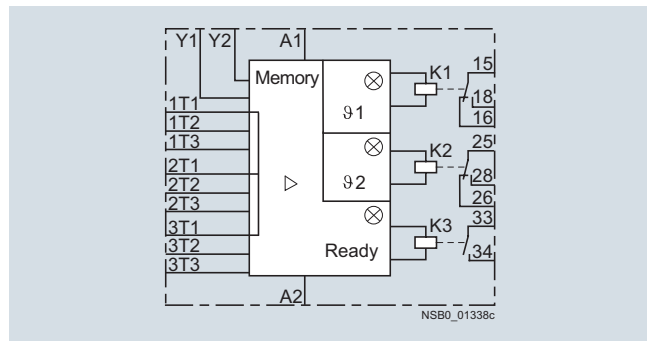 Y1 Y2 A1
Memory
ϑ1
K1
15
18
16
1T1
1T2
1T3
2T1
2T2
2T3
3T1
3T2
3T3
ϑ2
K2
25
28
26
Ready
K3
33
34
A2
NSB0_01338c